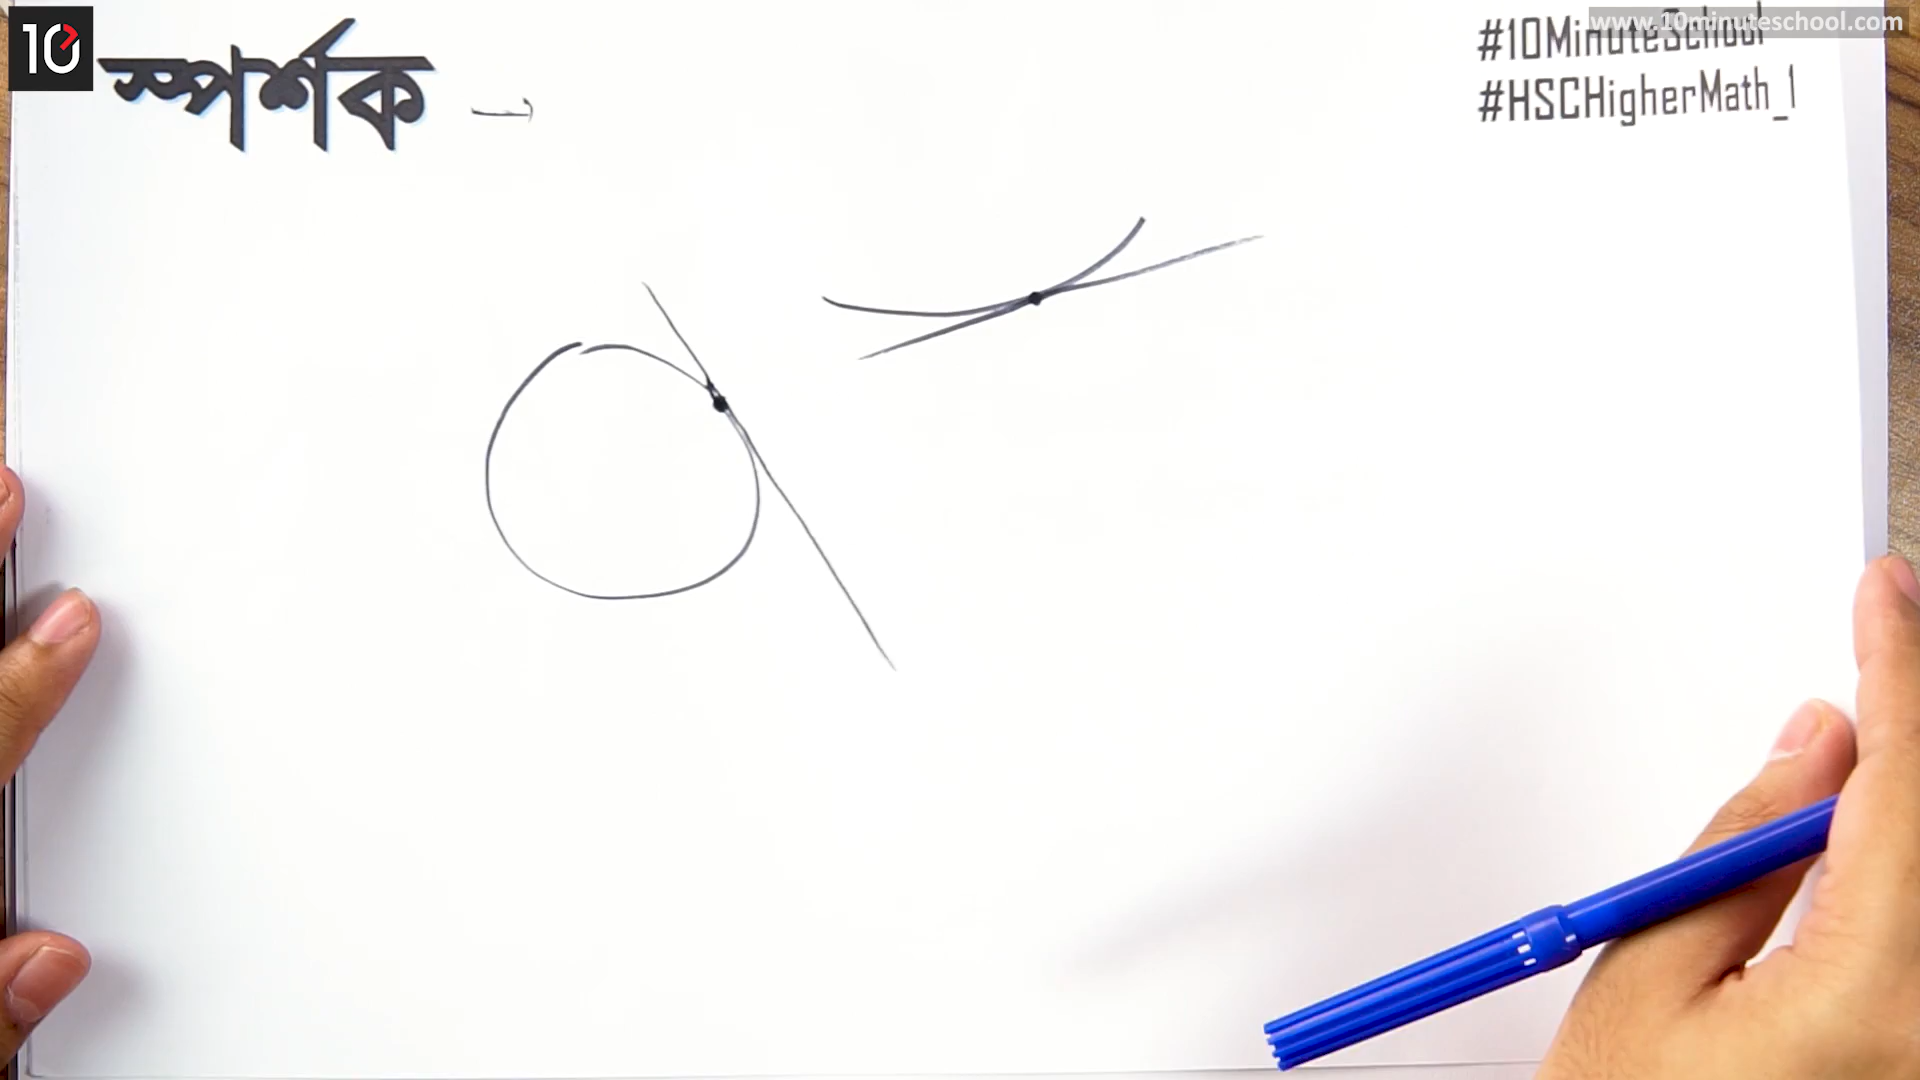 10
www.10minuteschool.com
স্পর্শক →
#10MinuteSchool
#HSCHigherMath_1